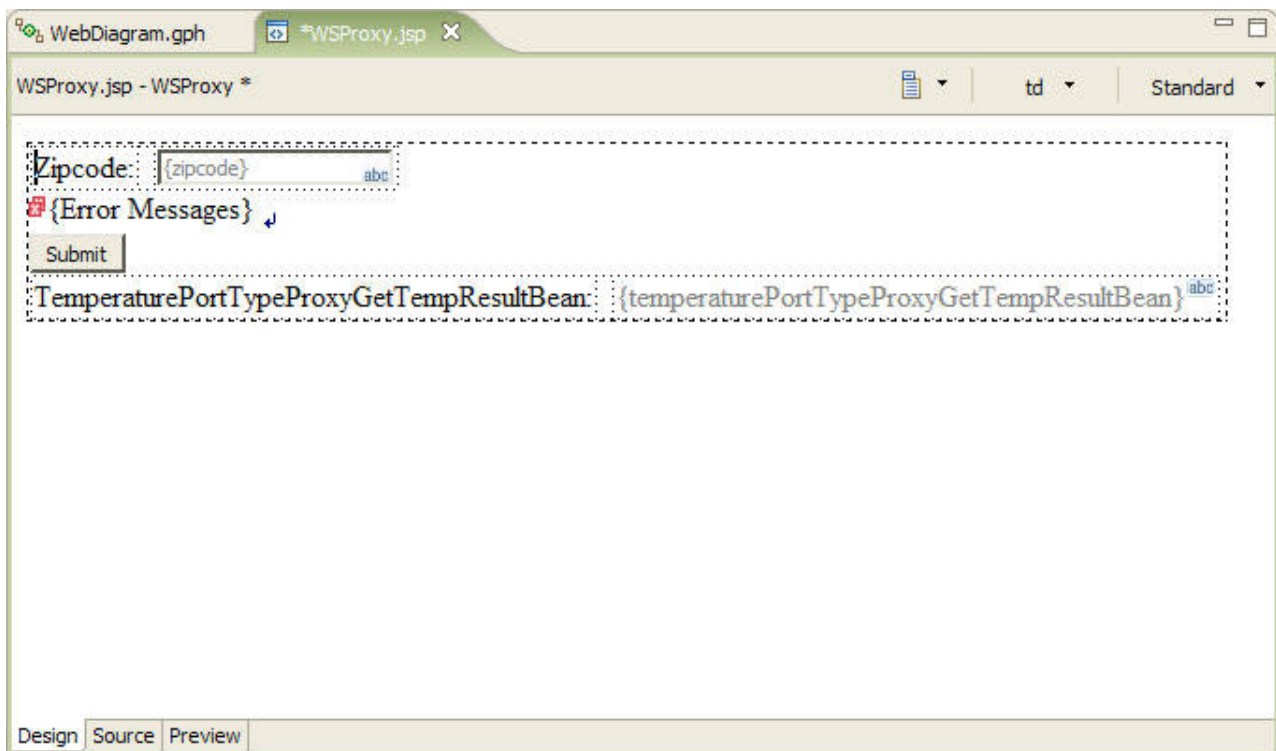 WebDiagram.gph *WSProxy.jsp
WSProxy.jsp - WSProxy * td Standard
Zipcode: {zipcode} abc
{Error Messages}
Submit
TemperaturePortTypeProxyGetTempResultBean: {temperaturePortTypeProxyGetTempResultBean} abc
Design Source Preview